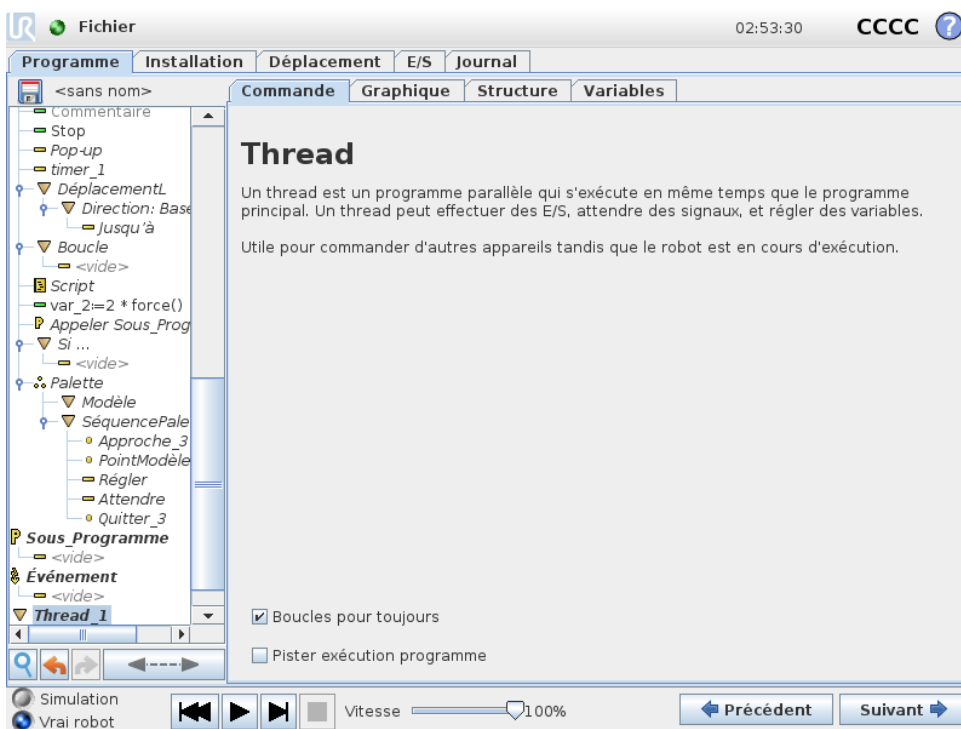 UR Fichier 02:53:30 CCCC ?
Programme Installation Déplacement E/S Journal
<sans nom> Commande Graphique Structure Variables
Commentaire
Stop
Pop-up
timer_1
DéplacementL
Direction: Base
Jusqu'à
Boucle
<vide>
Script
var_2:=2 * force()
P Appeler Sous_Prog
Si ...
<vide>
Palette
Modèle
SéquencePale
Approche_3
PointModèle
Régler
Attendre
Quitter_3
P Sous_Programme
<vide>
Événement
<vide>
Thread_1
Thread
Un thread est un programme parallèle qui s'exécute en même temps que le programme
principal. Un thread peut effectuer des E/S, attendre des signaux, et régler des variables.
Utile pour commander d'autres appareils tandis que le robot est en cours d'exécution.
Boucles pour toujours
Pister exécution programme
Simulation
Vrai robot
Vitesse 100%
Précédent Suivant